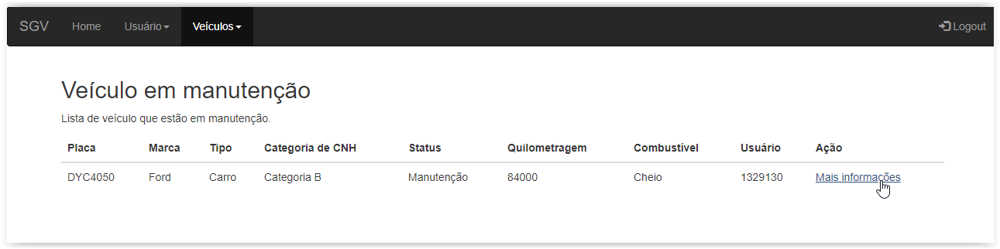 SGV Home Usuário Veículos Logout
Veículo em manutenção
Lista de veículo que estão em manutenção.
Placa Marca Tipo Categoria de CNH Status Quilometragem Combustível Usuário Ação
DYC4050 Ford Carro Categoria B Manutenção 84000 Cheio 1329130 Mais informações